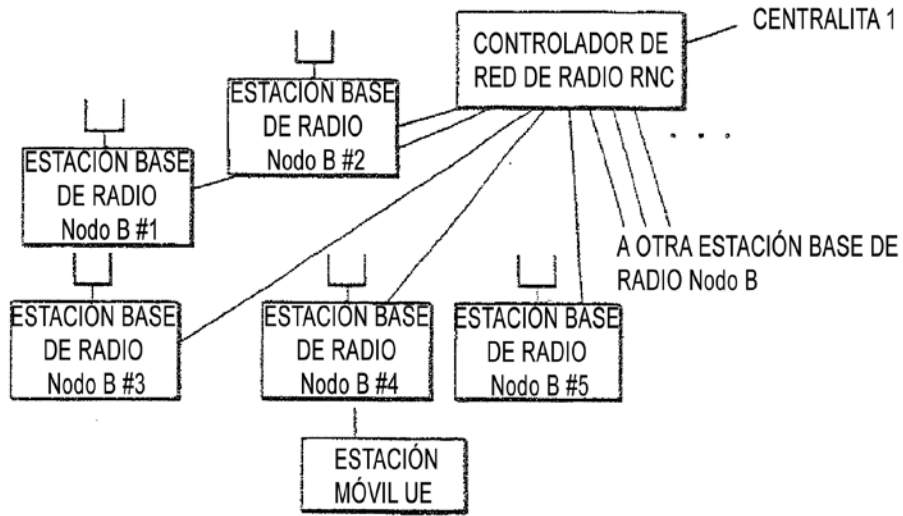 CENTRALITA 1
CONTROLADOR DE
RED DE RADIO RNC
ESTACIÓN BASE
DE RADIO
Nodo B #2
ESTACIÓN BASE
DE RADIO
Nodo B #1
. . .
A OTRA ESTACIÓN BASE DE
RADIO Nodo B
ESTACIÓN BASE
DE RADIO
Nodo B #3
ESTACIÓN BASE
DE RADIO
Nodo B #4
ESTACIÓN BASE
DE RADIO
Nodo B #5
ESTACIÓN
MÓVIL UE